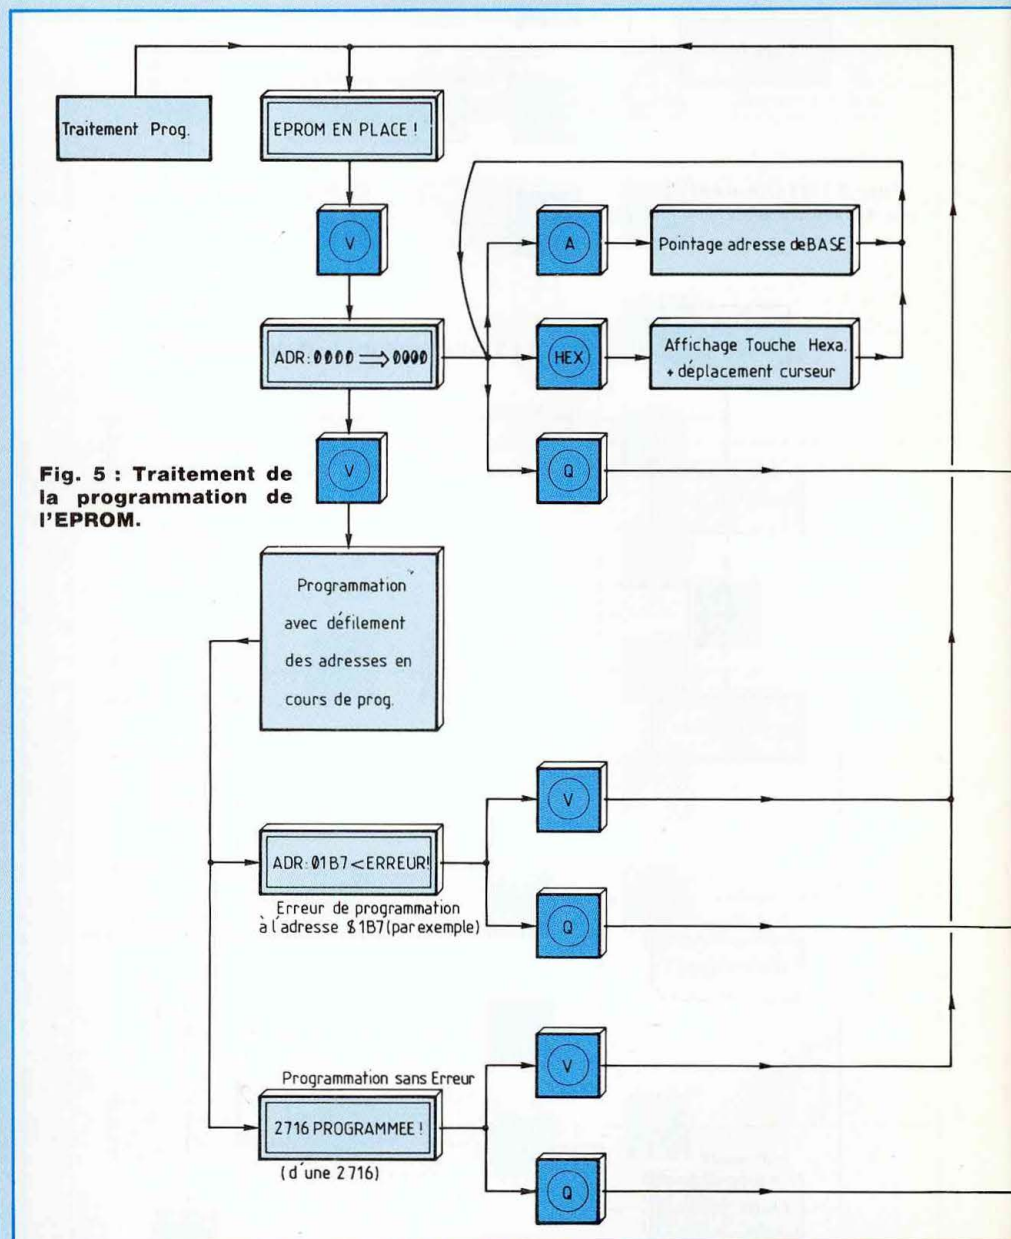 Traitement Prog.
EPROM EN PLACE !
V
A
Pointage adresse de BASE
ADR: 0000 ⟹ 0000
HEX
Affichage Touche Hexa.
+ déplacement curseur
V
Q
Fig. 5 : Traitement de
la programmation de
l'EPROM.
Programmation
avec défilement
des adresses en
cours de prog.
V
ADR: 01B7 < ERREUR!
Erreur de programmation
à l'adresse $1B7 (par exemple)
Q
V
Programmation sans Erreur
2716 PROGRAMMEE !
(d'une 2716)
Q